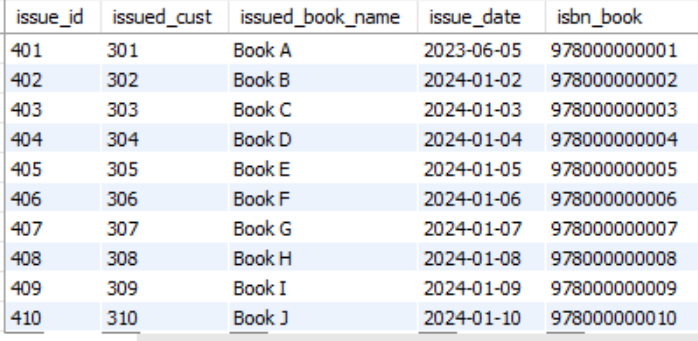 issue_id issued_cust issued_book_name issue_date isbn_book
401 301 Book A 2023-06-05 978000000001
402 302 Book B 2024-01-02 978000000002
403 303 Book C 2024-01-03 978000000003
404 304 Book D 2024-01-04 978000000004
405 305 Book E 2024-01-05 978000000005
406 306 Book F 2024-01-06 978000000006
407 307 Book G 2024-01-07 978000000007
408 308 Book H 2024-01-08 978000000008
409 309 Book I 2024-01-09 978000000009
410 310 Book J 2024-01-10 978000000010